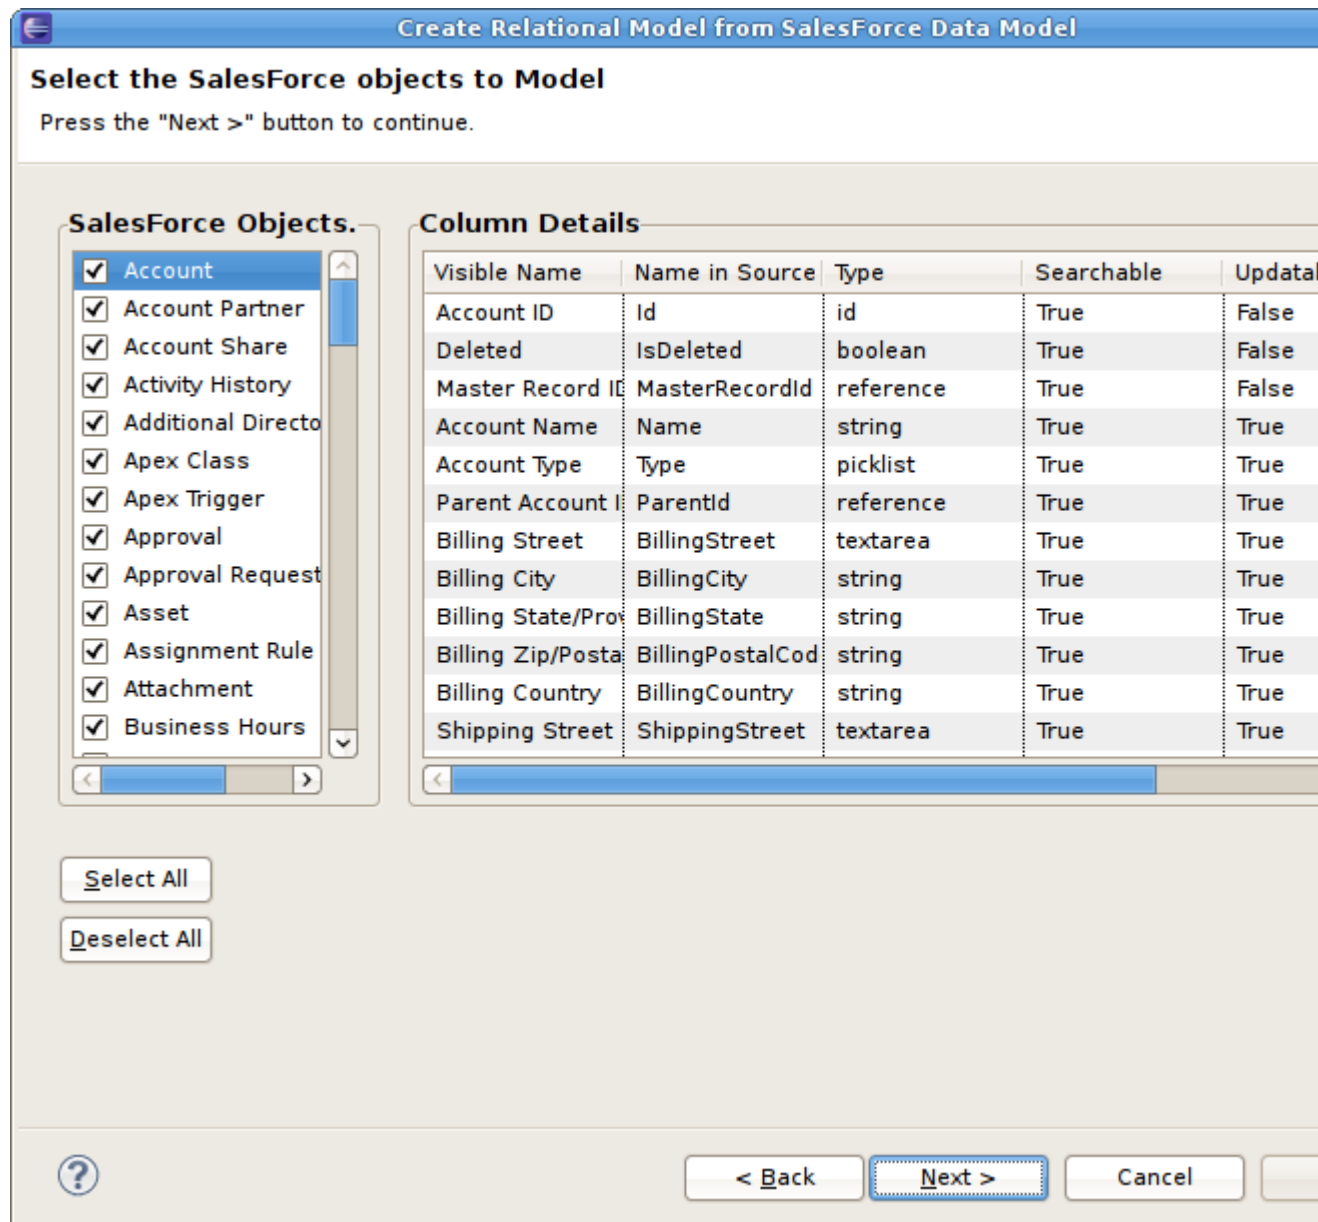 Create Relational Model from SalesForce Data Model
Select the SalesForce objects to Model
Press the "Next >" button to continue.
SalesForce Objects.
Account
Account Partner
Account Share
Activity History
Additional Directo
Apex Class
Apex Trigger
Approval
Approval Request
Asset
Assignment Rule
Attachment
Business Hours
Column Details
Visible Name Name in Source Type Searchable Updatal
Account ID Id id True False
Deleted IsDeleted boolean True False
Master Record ID MasterRecordId reference True False
Account Name Name string True True
Account Type Type picklist True True
Parent Account I ParentId reference True True
Billing Street BillingStreet textarea True True
Billing City BillingCity string True True
Billing State/Prov BillingState string True True
Billing Zip/Posta BillingPostalCod string True True
Billing Country BillingCountry string True True
Shipping Street ShippingStreet textarea True True
Select All
Deselect All
< Back Next > Cancel